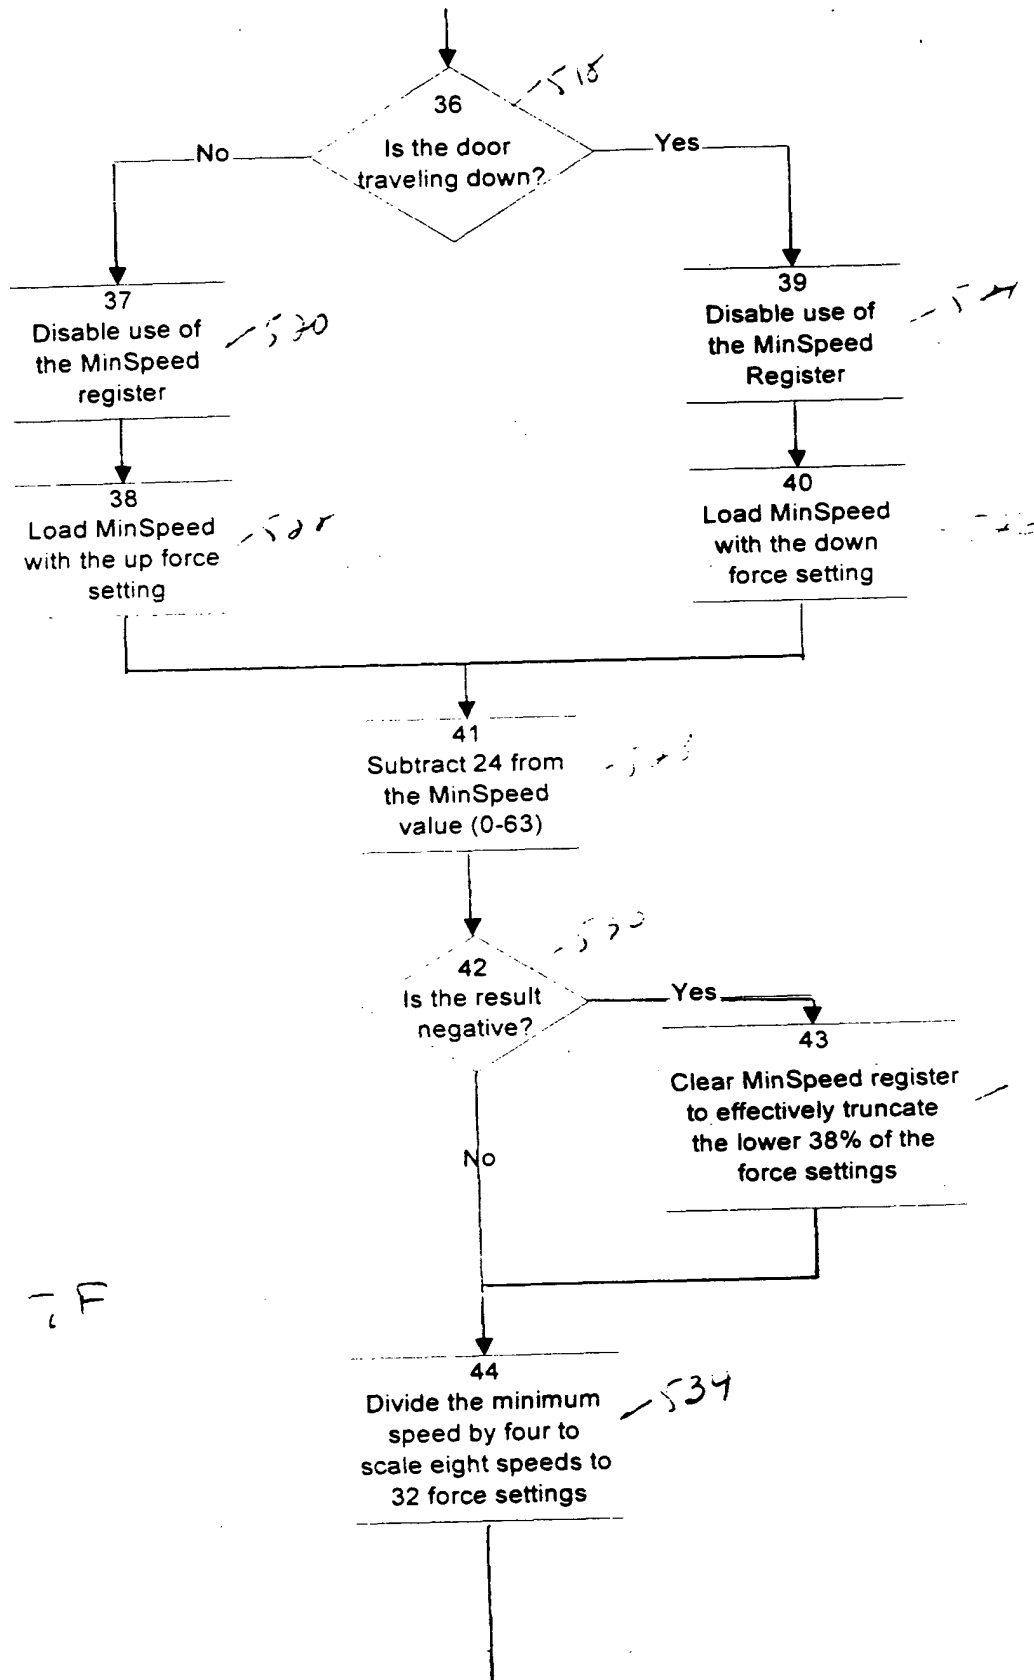 36
Is the door
traveling down?
No
Yes
37
Disable use of
the MinSpeed
register
39
Disable use of
the MinSpeed
Register
38
Load MinSpeed
with the up force
setting
40
Load MinSpeed
with the down
force setting
41
Subtract 24 from
the MinSpeed
value (0-63)
42
Is the result
negative?
Yes
No
43
Clear MinSpeed register
to effectively truncate
the lower 38% of the
force settings
44
Divide the minimum
speed by four to
scale eight speeds to
32 force settings
534